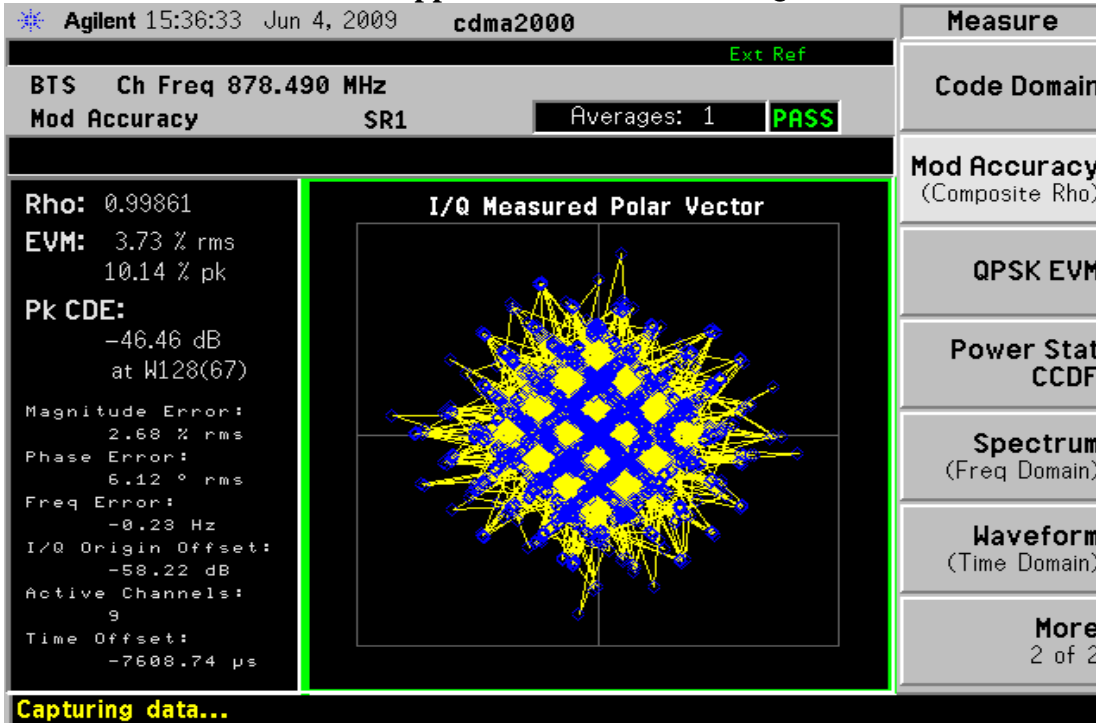 Agilent 15:36:33 Jun 4, 2009 cdma2000
Ext Ref
BTS Ch Freq 878.490 MHz
Mod Accuracy SR1 Averages: 1 PASS
Rho: 0.99861
EVM: 3.73 % rms
10.14 % pk
Pk CDE:
-46.46 dB
at W128(67)
Magnitude Error:
2.68 % rms
Phase Error:
6.12 ° rms
Freq Error:
-0.23 Hz
I/Q Origin Offset:
-58.22 dB
Active Channels:
9
Time Offset:
-7608.74 µs
I/Q Measured Polar Vector
Measure
Code Domain
Mod Accuracy
(Composite Rho)
QPSK EVM
Power Stat
CCDF
Spectrum
(Freq Domain)
Waveform
(Time Domain)
More
2 of 2
Capturing data...